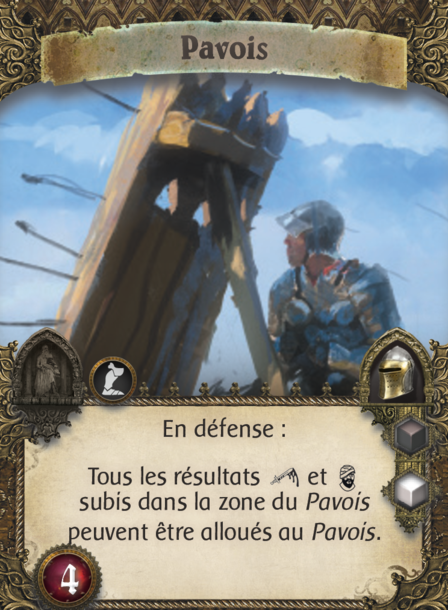 Pavois
En défense :
Tous les résultats et
subis dans la zone du Pavois
peuvent être alloués au Pavois.
4